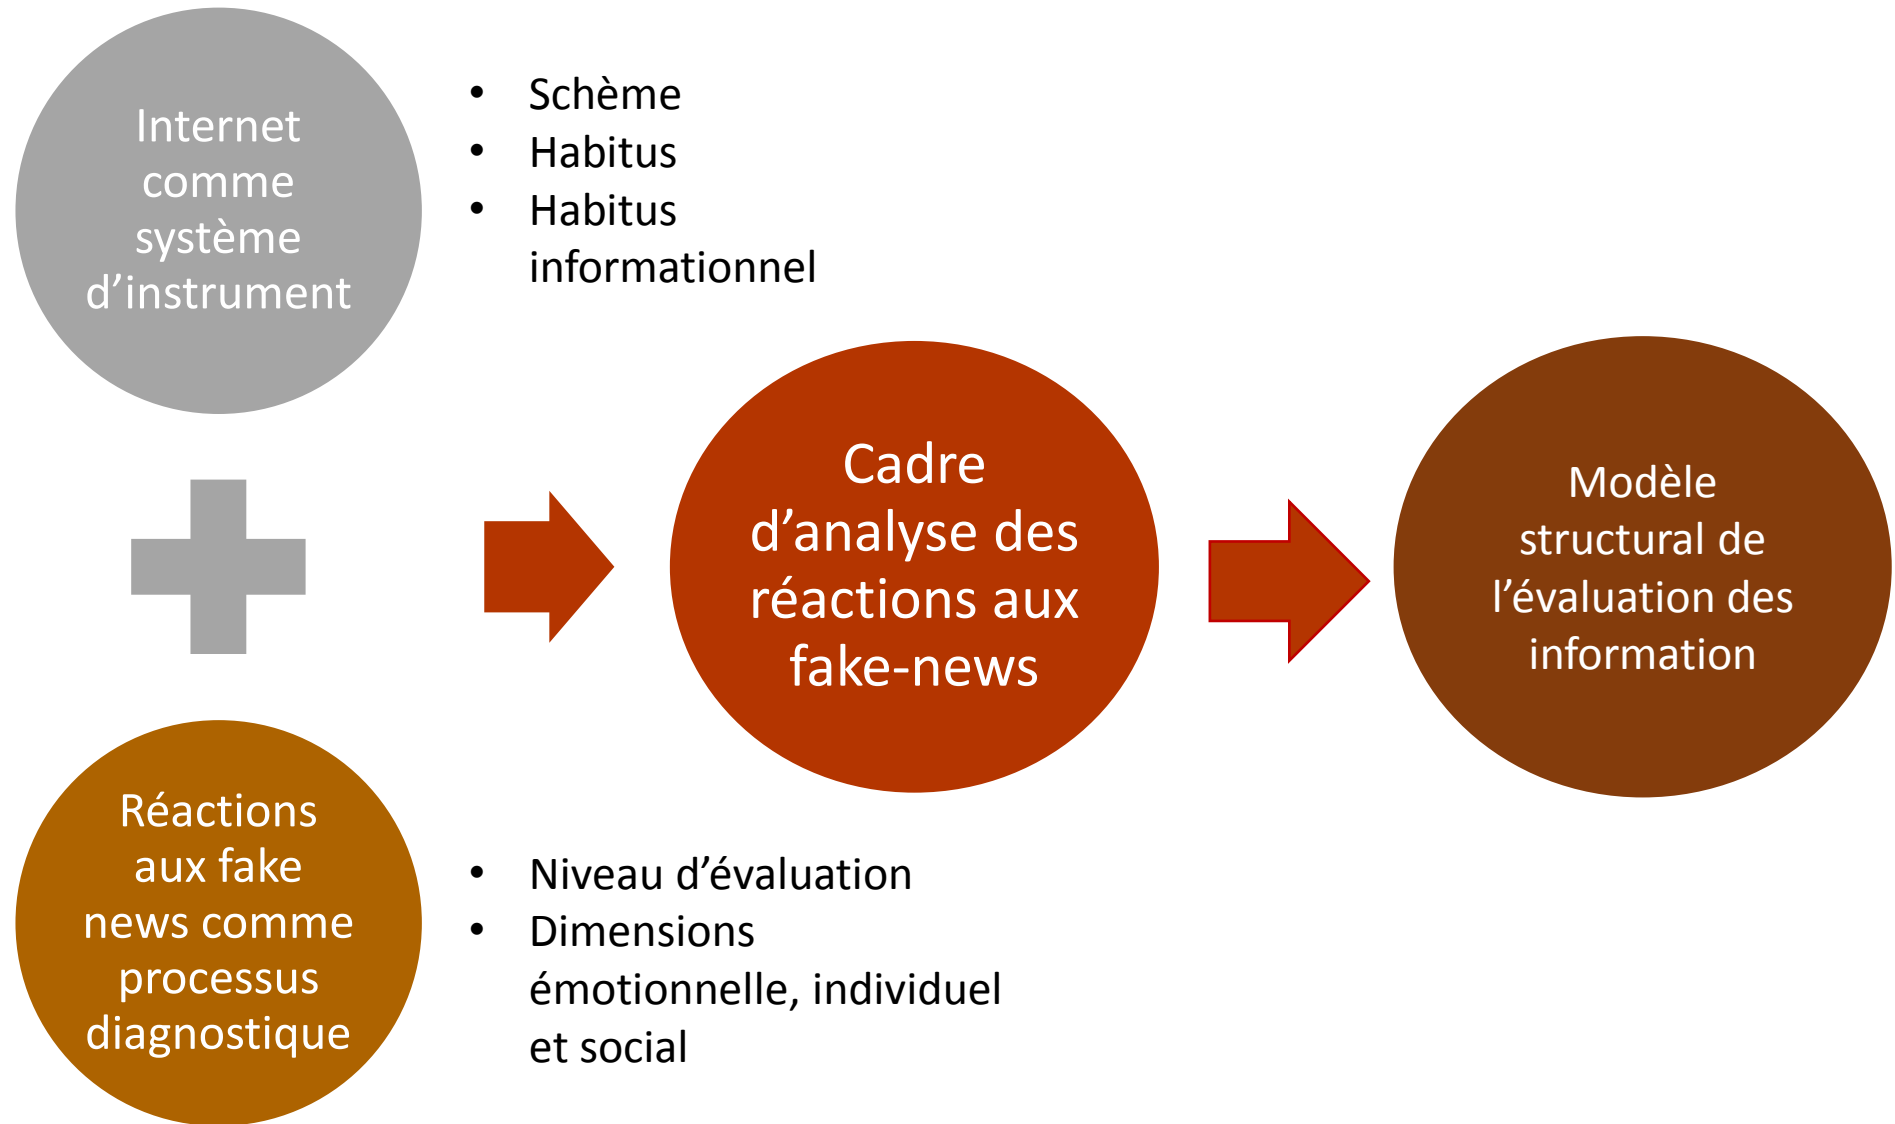 Internet
comme
système
d’instrument
• Schème
• Habitus
• Habitus
informationnel
Cadre
d’analyse des
réactions aux
fake-news
Modèle
structural de
l’évaluation des
information
Réactions
aux fake
news comme
processus
diagnostique
• Niveau d’évaluation
• Dimensions
émotionnelle, individuel
et social